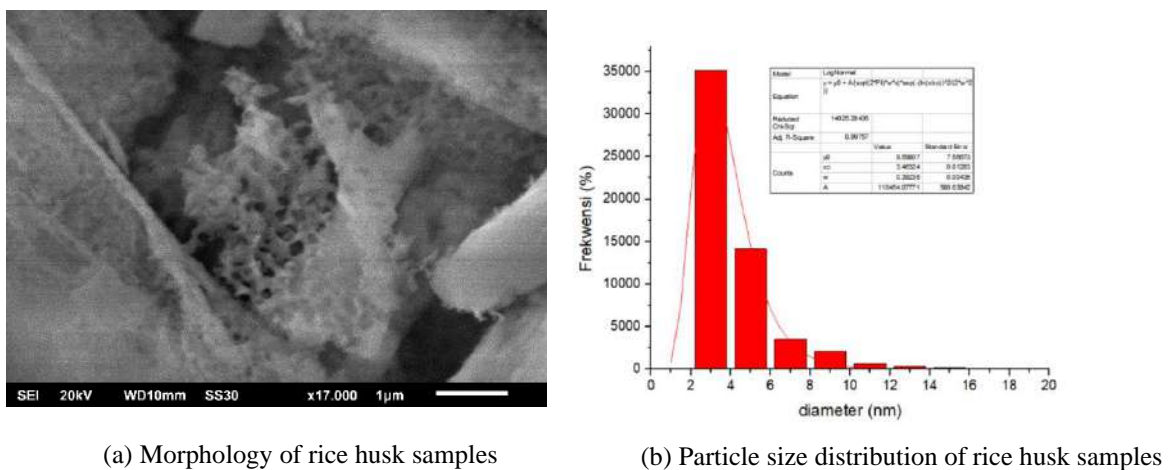 SEI 20kV WD10mm SS30 x17.000 1μm
(a) Morphology of rice husk samples
Frekwensi (%)
35000
30000
25000
20000
15000
10000
5000
0
0 2 4 6 8 10 12 14 16 18 20
diameter (nm)
Model LogNormal
Equation
Reduced Chi-Sqr
Adj. R-Square
Value Standard Error
Counts
y0
xc
w
A
(b) Particle size distribution of rice husk samples